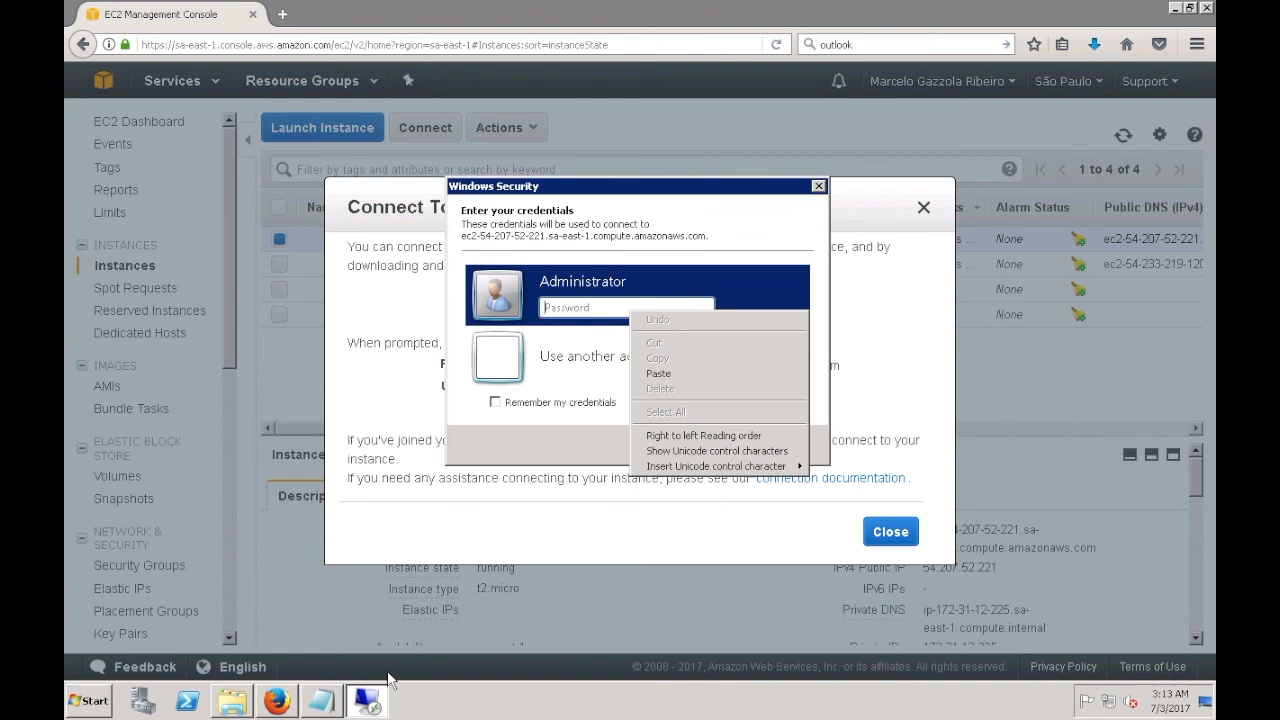 EC2 Management Console
https://sa-east-1.console.aws.amazon.com/ec2/v2/home?region=sa-east-1#Instances:sort=instanceState
outlook
Services
Resource Groups
Marcelo Gazzola Ribeiro
São Paulo
Support
EC2 Dashboard
Events
Tags
Reports
Limits
INSTANCES
Instances
Spot Requests
Reserved Instances
Dedicated Hosts
IMAGES
AMIs
Bundle Tasks
ELASTIC BLOCK
STORE
Volumes
Snapshots
NETWORK &
SECURITY
Security Groups
Elastic IPs
Placement Groups
Key Pairs
Launch Instance
Connect
Actions
Filter by tags and attributes or search by keyword
1 to 4 of 4
Alarm Status
Public DNS (IPv4)
None
ec2-54-207-52-221.
None
ec2-54-233-219-120
None
None
Connect To
You can connect
ce, and by
downloading and
When prompted,
If you've joined yo
connect to your
instance.
If you need any assistance connecting to your instance, please see our connection documentation .
Close
Windows Security
Enter your credentials
These credentials will be used to connect to
ec2-54-207-52-221.sa-east-1.compute.amazonaws.com.
Administrator
Password
Use another a
Remember my credentials
Undo
Cut
Copy
Paste
Delete
Select All
Right to left Reading order
Show Unicode control characters
Insert Unicode control character
Instance
Descrip
-207-52-221.sa-
.compute.amazonaws.com
Instance state
running
IPv4 Public IP
54.207.52.221
Instance type
t2.micro
IPv6 IPs
-
Elastic IPs
Private DNS
ip-172-31-12-225.sa-
east-1.compute.internal
Feedback
English
© 2008 - 2017, Amazon Web Services, Inc. or its affiliates. All rights reserved.
Privacy Policy
Terms of Use
Start
3:13 AM
7/3/2017